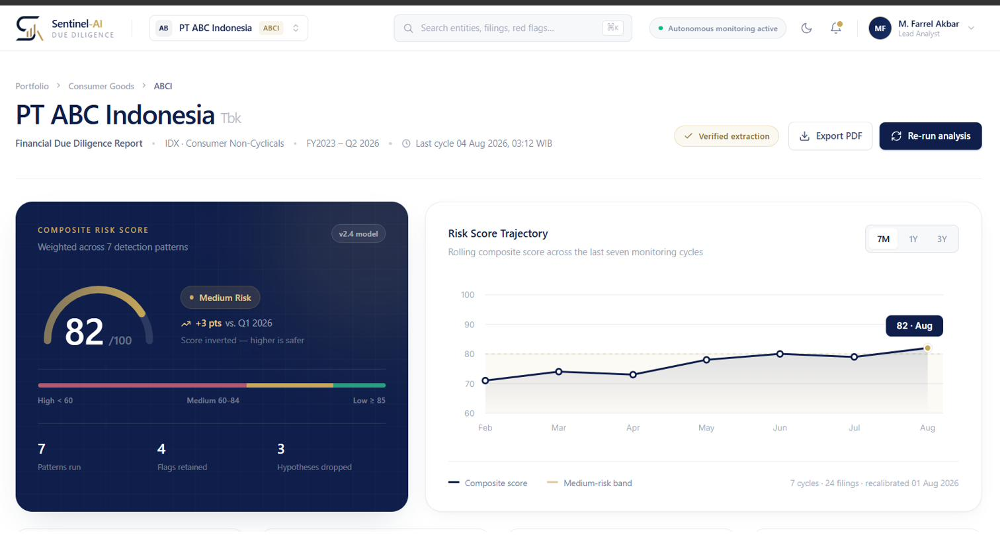 Sentinel-AI
DUE DILIGENCE
AB PT ABC Indonesia ABCI
Search entities, filings, red flags... ⌘K
Autonomous monitoring active
MF
M. Farrel Akbar
Lead Analyst
Portfolio > Consumer Goods > ABCI
PT ABC Indonesia Tbk
Financial Due Diligence Report • IDX · Consumer Non-Cyclicals • FY2023 – Q2 2026 • Last cycle 04 Aug 2026, 03:12 WIB
Verified extraction
Export PDF
Re-run analysis
COMPOSITE RISK SCORE
v2.4 model
Weighted across 7 detection patterns
82 /100
Medium Risk
+3 pts vs. Q1 2026
Score inverted — higher is safer
High < 60 Medium 60–84 Low ≥ 85
7 4 3
Patterns run Flags retained Hypotheses dropped
Risk Score Trajectory
7M 1Y 3Y
Rolling composite score across the last seven monitoring cycles
100
90
82 · Aug
80
70
60
Feb Mar Apr May Jun Jul Aug
Composite score Medium-risk band 7 cycles · 24 filings · recalibrated 01 Aug 2026